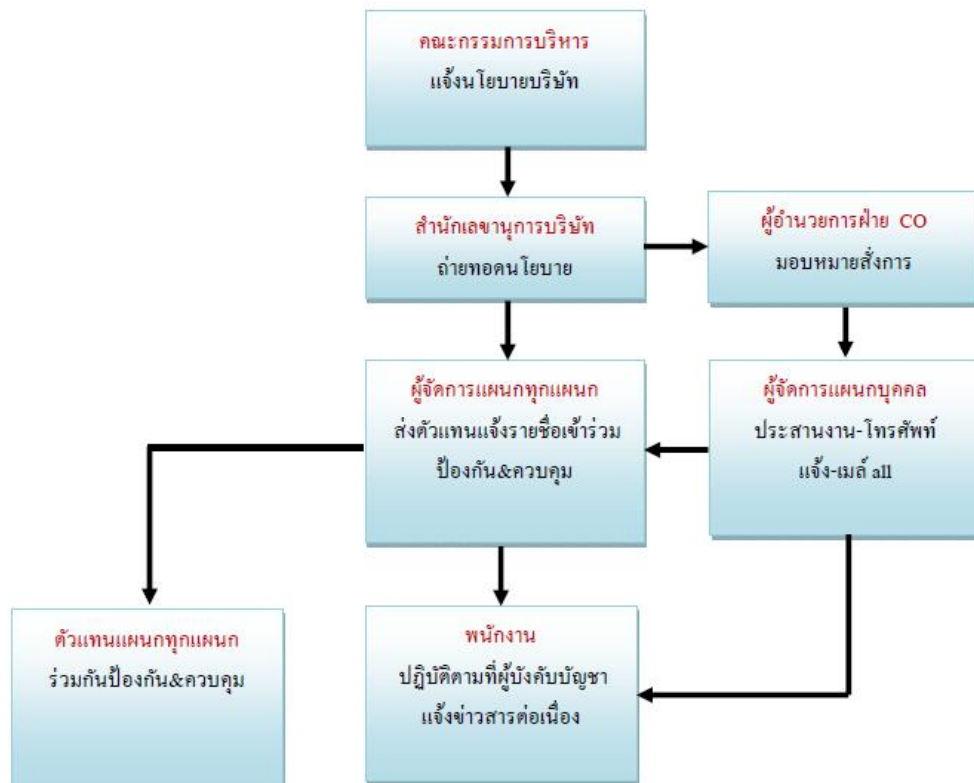 คณะกรรมการบริหาร
แจ้งนโยบายบริษัท
สำนักเลขานุการบริษัท
ถ่ายทอดนโยบาย
ผู้อำนวยการฝ่าย CO
มอบหมายสั่งการ
ผู้จัดการแผนกทุกแผนก
ส่งตัวแทนแจ้งรายชื่อเข้าร่วม
ป้องกัน&ควบคุม
ผู้จัดการแผนกบุคคล
ประสานงาน-โทรศัพท์
แจ้ง-เมล์ all
ตัวแทนแผนกทุกแผนก
ร่วมกันป้องกัน&ควบคุม
พนักงาน
ปฏิบัติตามที่ผู้บังคับบัญชา
แจ้งข่าวสารต่อเนื่อง